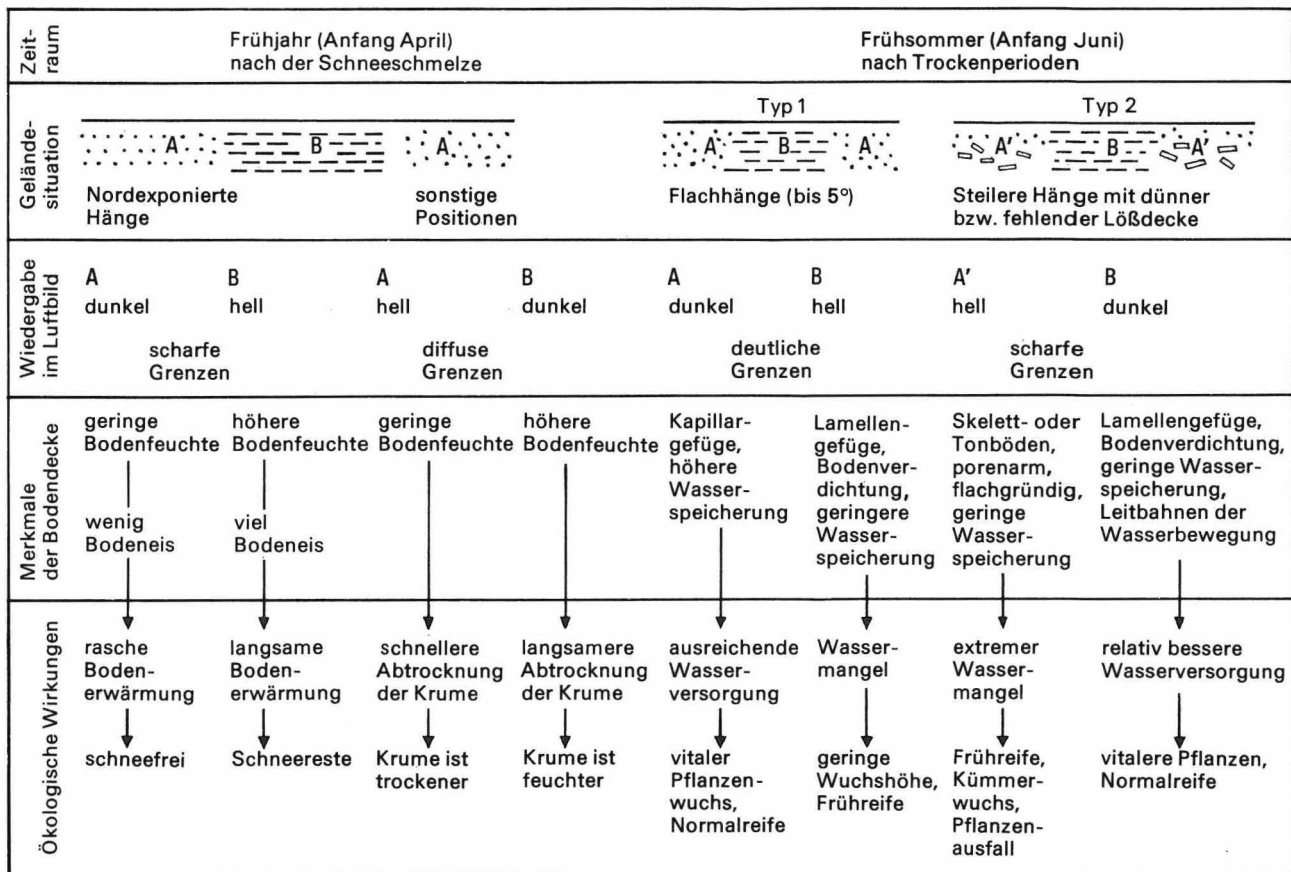 Zeit-
raum
Frühjahr (Anfang April)
nach der Schneeschmelze
Frühsommer (Anfang Juni)
nach Trockenperioden
Gelände-
situation
A
B
A
Nordexponierte
Hänge
sonstige
Positionen
Typ 1
A
B
A
Flachhänge (bis 5°)
Typ 2
A'
B
A'
Steilere Hänge mit dünner
bzw. fehlender Lößdecke
Wiedergabe
im Luftbild
A
dunkel
B
hell
scharfe
Grenzen
A
hell
B
dunkel
diffuse
Grenzen
A
dunkel
B
hell
deutliche
Grenzen
A'
hell
B
dunkel
scharfe
Grenzen
Merkmale
der Bodendecke
geringe
Bodenfeuchte
wenig
Bodeneis
höhere
Bodenfeuchte
viel
Bodeneis
geringe
Bodenfeuchte
höhere
Bodenfeuchte
Kapillar-
gefüge,
höhere
Wasser-
speicherung
Lamellen-
gefüge,
Bodenver-
dichtung,
geringere
Wasser-
speicherung
Skelett- oder
Tonböden,
porenarm,
flachgründig,
geringe
Wasser-
speicherung
Lamellengefüge,
Bodenverdichtung,
geringe Wasser-
speicherung,
Leitbahnen der
Wasserbewegung
Ökologische Wirkungen
rasche
Boden-
erwärmung
schneefrei
langsame
Boden-
erwärmung
Schneereste
schnellere
Abtrocknung
der Krume
Krume ist
trockener
langsamere
Abtrocknung
der Krume
Krume ist
feuchter
ausreichende
Wasser-
versorgung
vitaler
Pflanzen-
wuchs,
Normalreife
Wasser-
mangel
geringe
Wuchshöhe,
Frühreife
extremer
Wasser-
mangel
Frühreife,
Kümmer-
wuchs,
Pflanzen-
ausfall
relativ bessere
Wasserversorgung
vitalere Pflanzen,
Normalreife